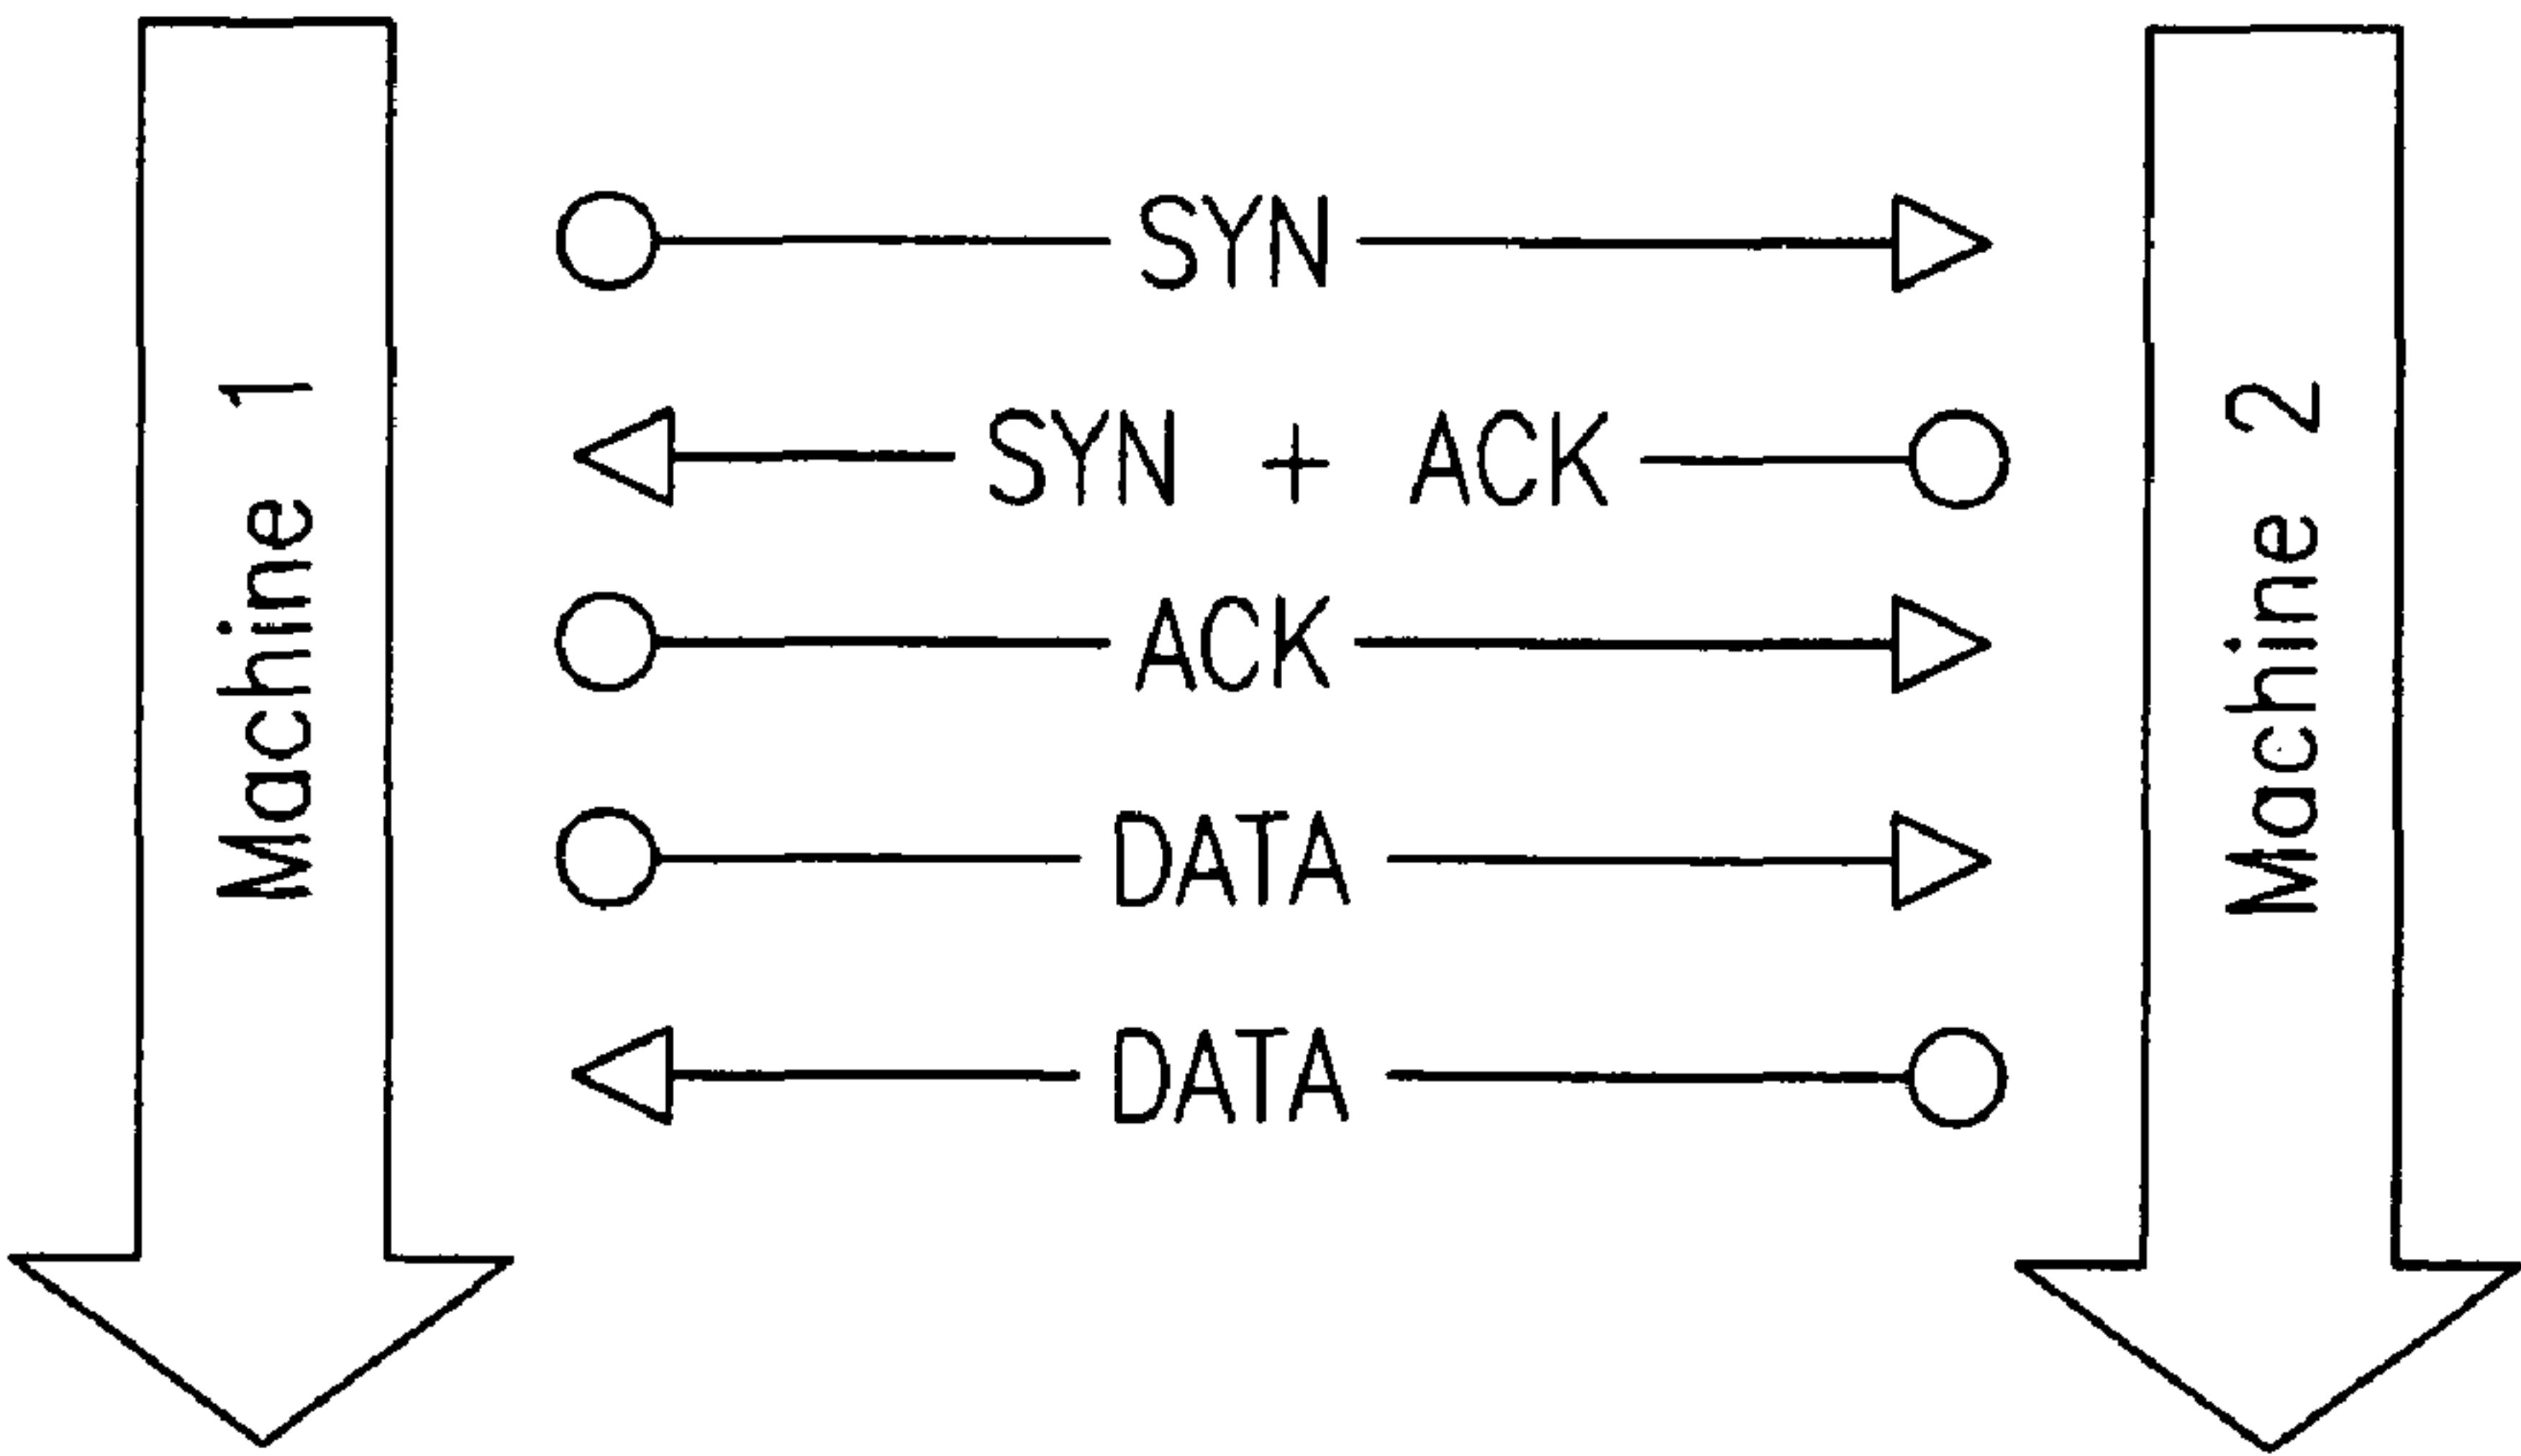 Machine 1
SYN
SYN + ACK
ACK
DATA
DATA
Machine 2